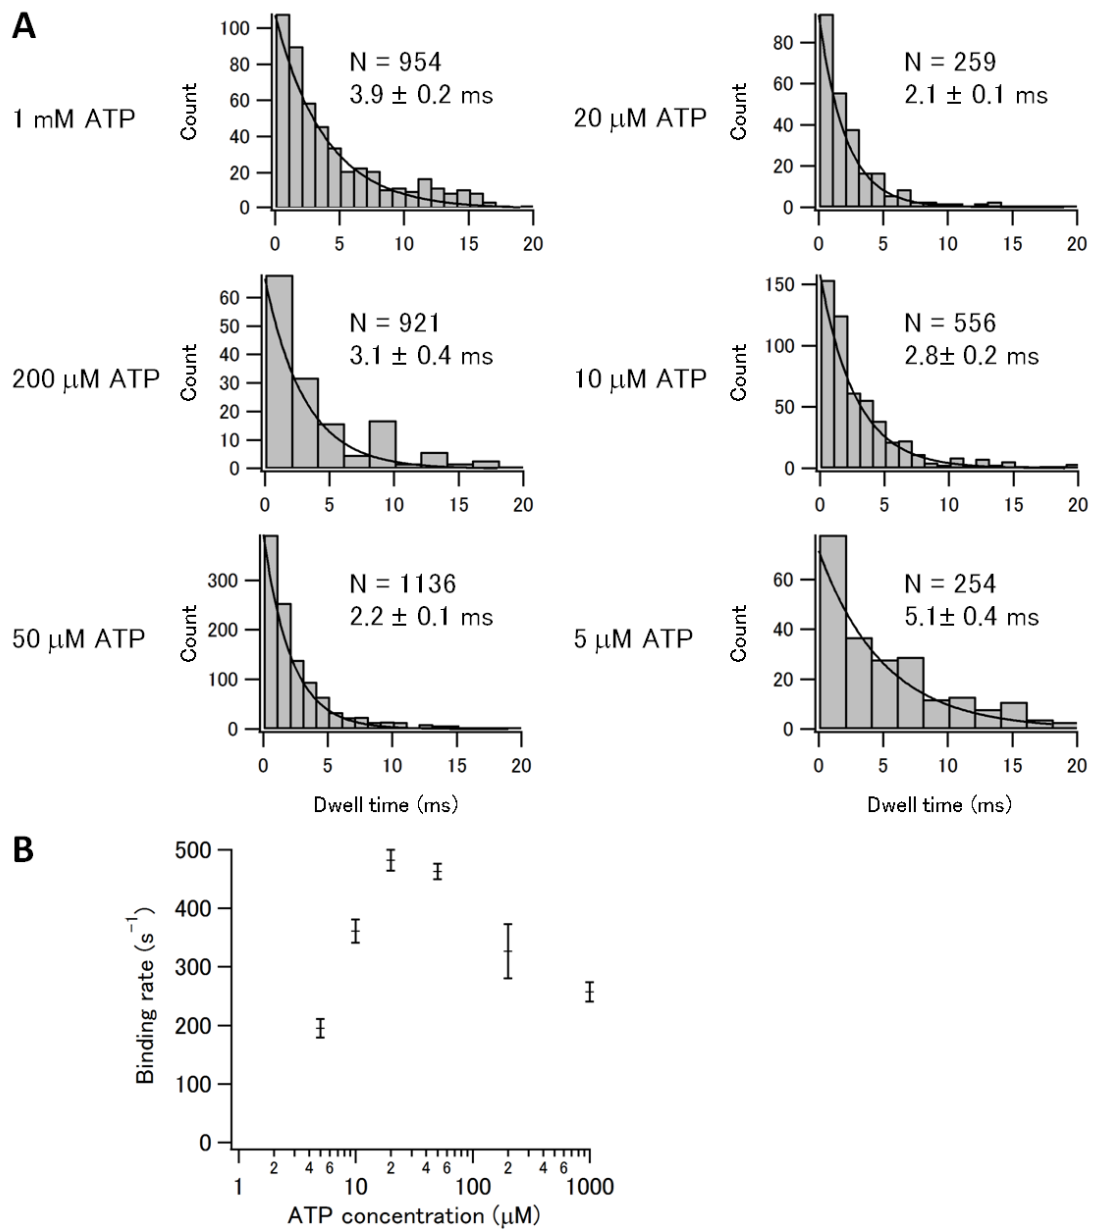 A
1 mM ATP
Count
100
80
60
40
20
0
N = 954
3.9 ± 0.2 ms
0 5 10 15 20
20 μM ATP
Count
80
60
40
20
0
N = 259
2.1 ± 0.1 ms
0 5 10 15 20
200 μM ATP
Count
60
50
40
30
20
10
0
N = 921
3.1 ± 0.4 ms
0 5 10 15 20
10 μM ATP
Count
150
100
50
0
N = 556
2.8± 0.2 ms
0 5 10 15 20
50 μM ATP
Count
300
200
100
0
N = 1136
2.2 ± 0.1 ms
0 5 10 15 20
Dwell time (ms)
5 μM ATP
Count
60
40
20
0
N = 254
5.1± 0.4 ms
0 5 10 15 20
Dwell time (ms)
B
Binding rate (s⁻¹)
500
400
300
200
100
0
1 2 4 6 10 2 4 6 100 2 4 6 1000
ATP concentration (μM)